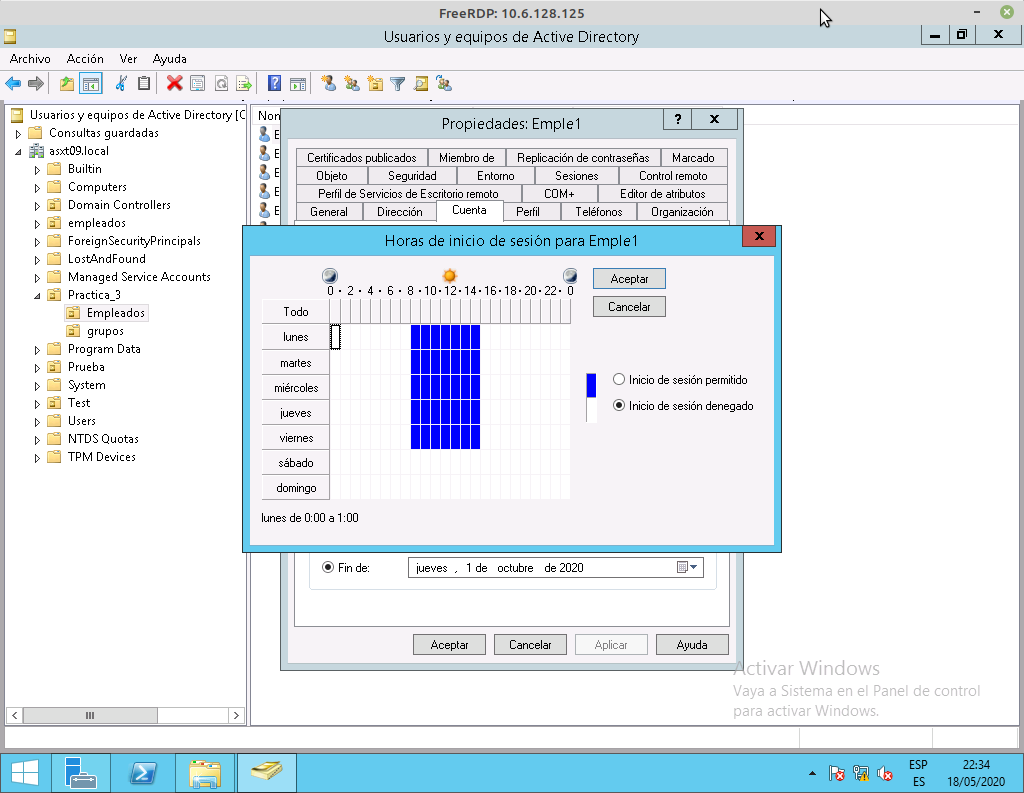 FreeRDP: 10.6.128.125
Usuarios y equipos de Active Directory
Archivo Acción Ver Ayuda
Usuarios y equipos de Active Directory [C
Consultas guardadas
asxt09.local
Builtin
Computers
Domain Controllers
empleados
ForeignSecurityPrincipals
LostAndFound
Managed Service Accounts
Practica_3
Empleados
grupos
Program Data
Prueba
System
Test
Users
NTDS Quotas
TPM Devices
Non
E
E
E
E
E
Propiedades: Emple1
? X
Certificados publicados Miembro de Replicación de contraseñas Marcado
Objeto Seguridad Entorno Sesiones Control remoto
Perfil de Servicios de Escritorio remoto COM+ Editor de atributos
General Dirección Cuenta Perfil Teléfonos Organización
Horas de inicio de sesión para Emple1
0 · 2 · 4 · 6 · 8 · 10 · 12 · 14 · 16 · 18 · 20 · 22 · 0
Todo
lunes
martes
miércoles
jueves
viernes
sábado
domingo
Aceptar
Cancelar
Inicio de sesión permitido
Inicio de sesión denegado
lunes de 0:00 a 1:00
Fin de: jueves , 1 de octubre de 2020
Aceptar Cancelar Aplicar Ayuda
Activar Windows
Vaya a Sistema en el Panel de control
para activar Windows.
ESP
ES
22:34
18/05/2020